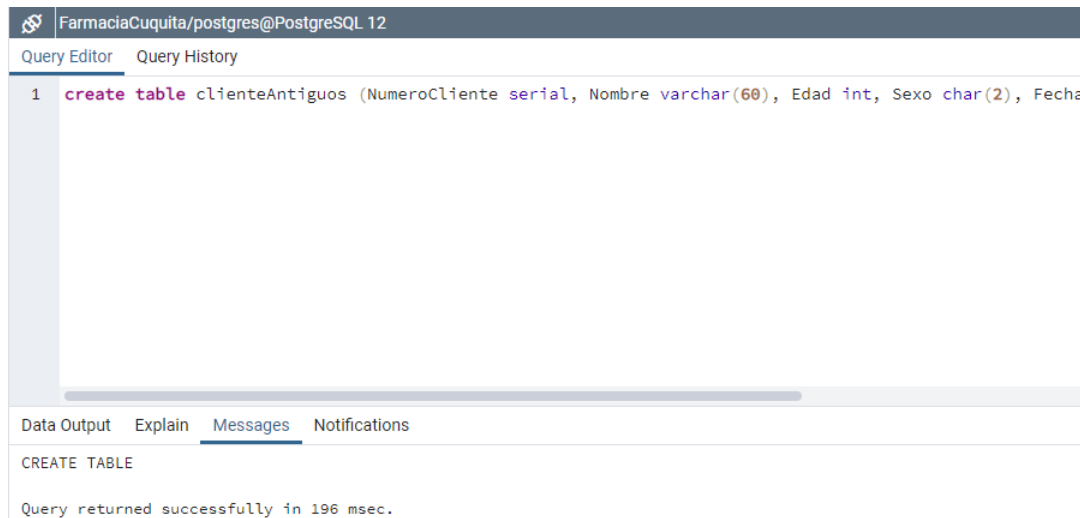 FarmaciaCuquita/postgres@PostgreSQL 12
Query Editor Query History
1 create table clienteAntiguos (NumeroCliente serial, Nombre varchar(60), Edad int, Sexo char(2), Fecha
Data Output Explain Messages Notifications
CREATE TABLE
Query returned successfully in 196 msec.